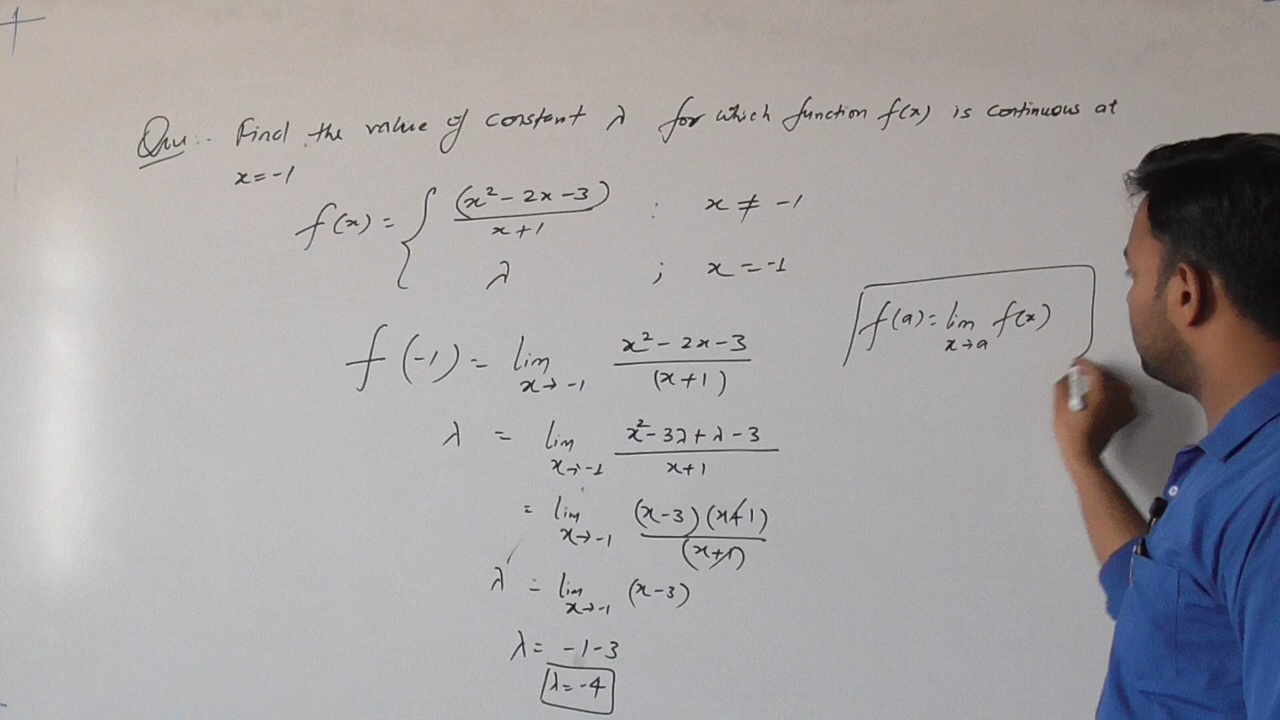 Qu:- Find the value of constant λ for which function f(x) is continuous at
x=-1
f(x) = { (x²-2x-3)/(x+1) : x ≠ -1
λ ; x=-1
f(a)= lim x→a f(x)
f(-1) = lim x→-1 (x²-2x-3)/(x+1)
λ = lim x→-1 (x²-3λ+λ-3)/(x+1)
= lim x→-1 (x-3)(x+1)/(x+1)
λ = lim x→-1 (x-3)
λ = -1-3
λ=-4